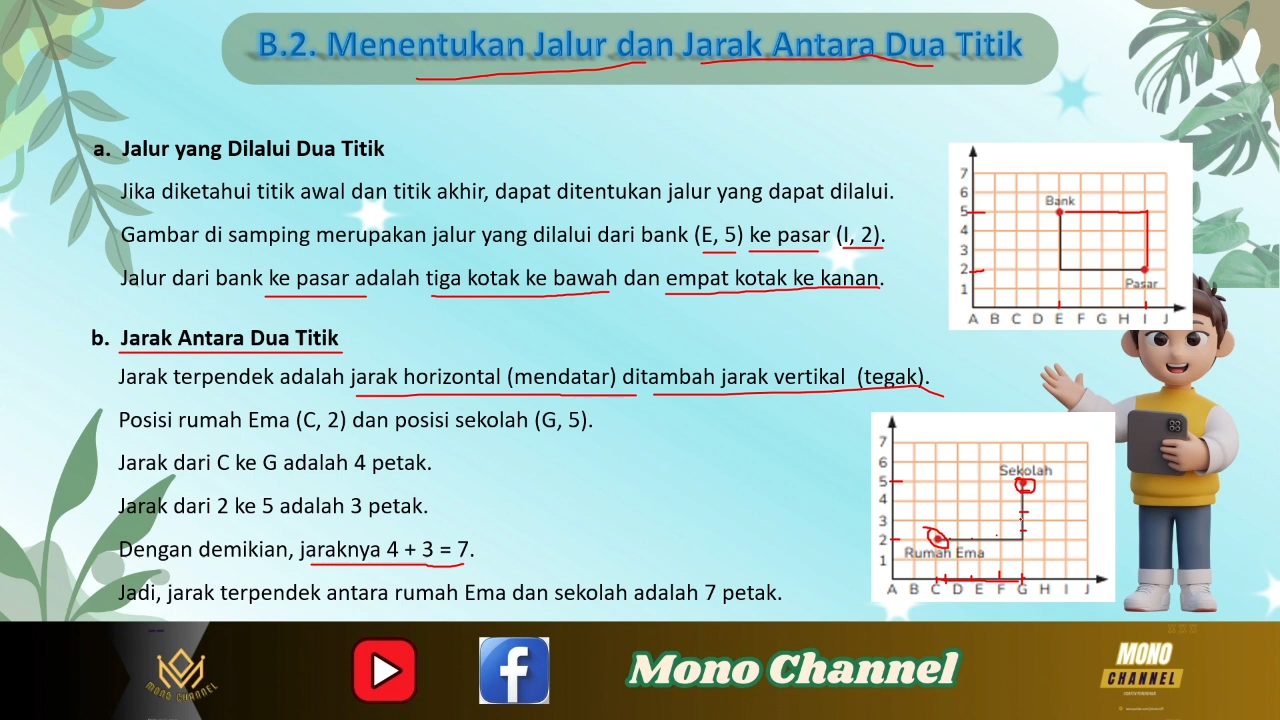 B.2. Menentukan Jalur dan Jarak Antara Dua Titik
a. Jalur yang Dilalui Dua Titik
Jika diketahui titik awal dan titik akhir, dapat ditentukan jalur yang dapat dilalui.
Gambar di samping merupakan jalur yang dilalui dari bank (E, 5) ke pasar (I, 2).
Jalur dari bank ke pasar adalah tiga kotak ke bawah dan empat kotak ke kanan.
7
6
Bank
5
4
3
2
Pasar
1
A B C D E F G H I J
b. Jarak Antara Dua Titik
Jarak terpendek adalah jarak horizontal (mendatar) ditambah jarak vertikal (tegak).
Posisi rumah Ema (C, 2) dan posisi sekolah (G, 5).
Jarak dari C ke G adalah 4 petak.
Jarak dari 2 ke 5 adalah 3 petak.
Dengan demikian, jaraknya 4 + 3 = 7.
Jadi, jarak terpendek antara rumah Ema dan sekolah adalah 7 petak.
7
6
Sekolah
5
4
3
2
Rumah Ema
1
A B C D E F G H I J
MONO CHANNEL
Mono Channel
MONO
CHANNEL